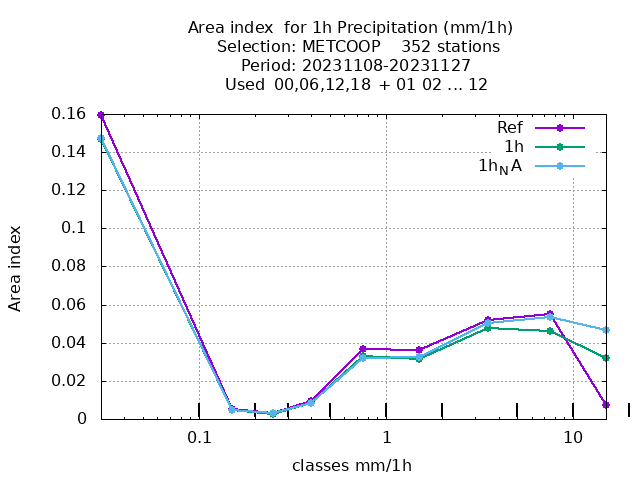 Area index  for 1h Precipitation (mm/1h)
Selection: METCOOP    352 stations
Period: 20231108-20231127
Used  00,06,12,18 + 01 02 ... 12
Ref
1h
1h_NA
0.16
0.14
0.12
0.1
0.08
0.06
0.04
0.02
0
Area index
0.1 1 10
classes mm/1h